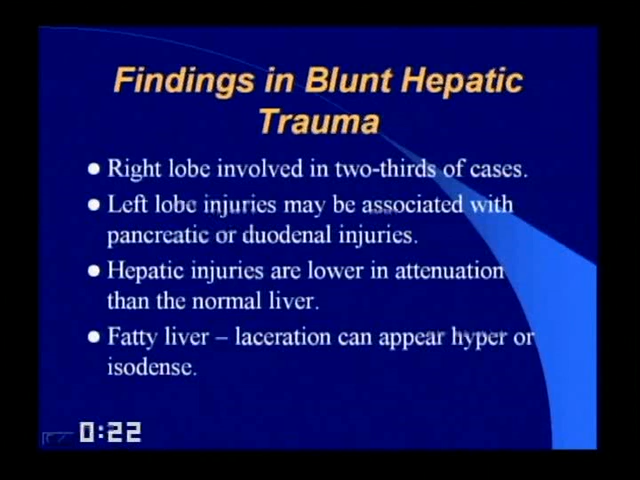 Findings in Blunt Hepatic
Trauma
● Right lobe involved in two-thirds of cases.
● Left lobe injuries may be associated with
pancreatic or duodenal injuries.
● Hepatic injuries are lower in attenuation
than the normal liver.
● Fatty liver – laceration can appear hyper or
isodense.
0:22